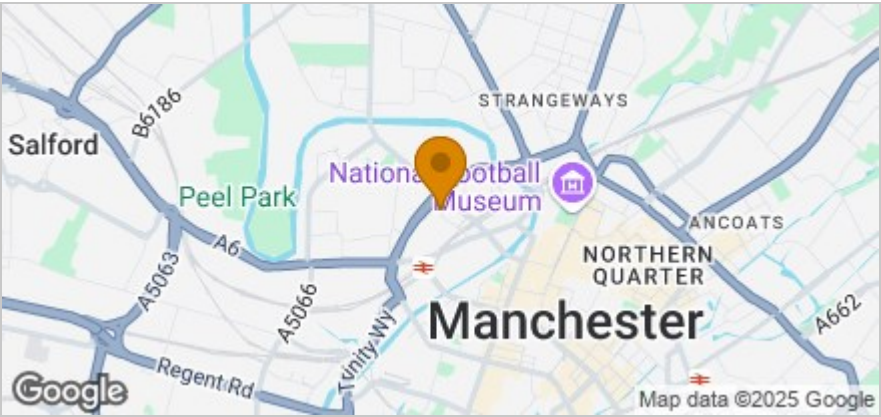 STRANGEWAYS
B6186
Salford
National Football
Museum
Peel Park
ANCOATS
A6
NORTHERN
QUARTER
A5063
A5066
Manchester
A662
Trinity Wy
Regent Rd
Google
Map data ©2025 Google